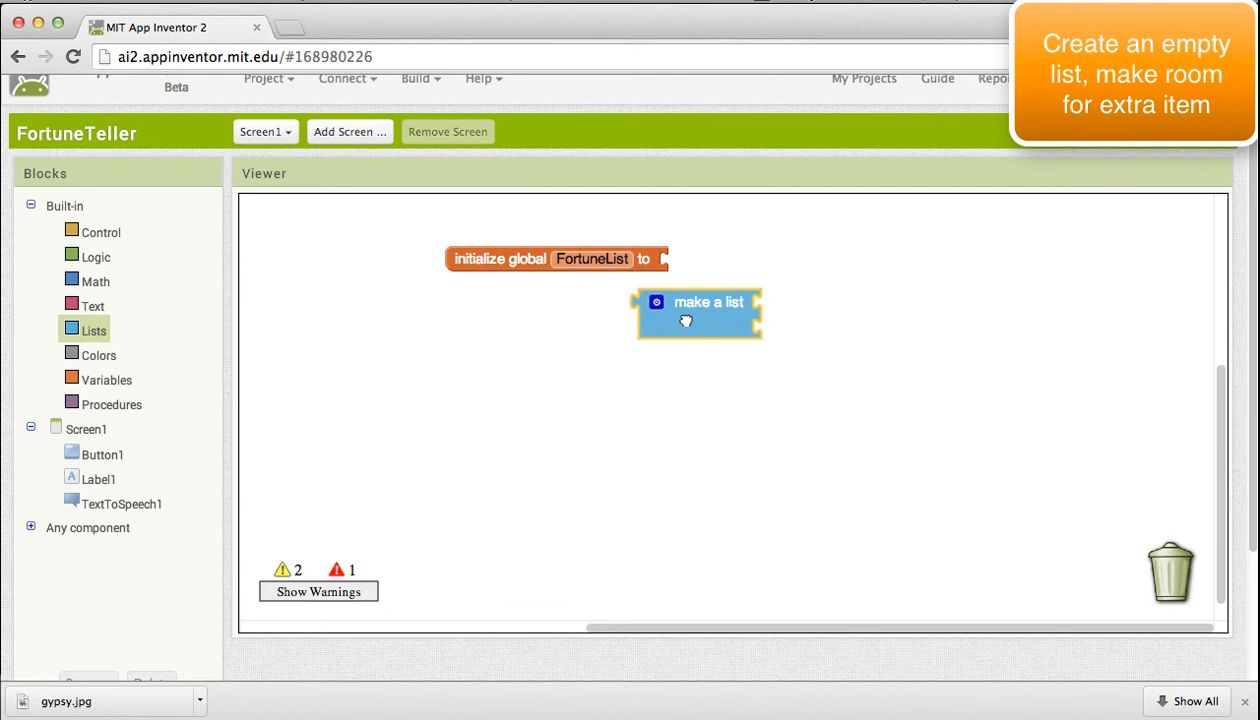 MIT App Inventor 2
ai2.appinventor.mit.edu/#168980226
Create an empty
list, make room
for extra item
Beta
Project
Connect
Build
Help
My Projects
Guide
FortuneTeller
Screen1
Add Screen ...
Remove Screen
Blocks
Viewer
Built-in
Control
Logic
Math
Text
Lists
Colors
Variables
Procedures
Screen1
Button1
A Label1
TextToSpeech1
Any component
initialize global FortuneList to
make a list
2 1
Show Warnings
gypsy.jpg
Show All